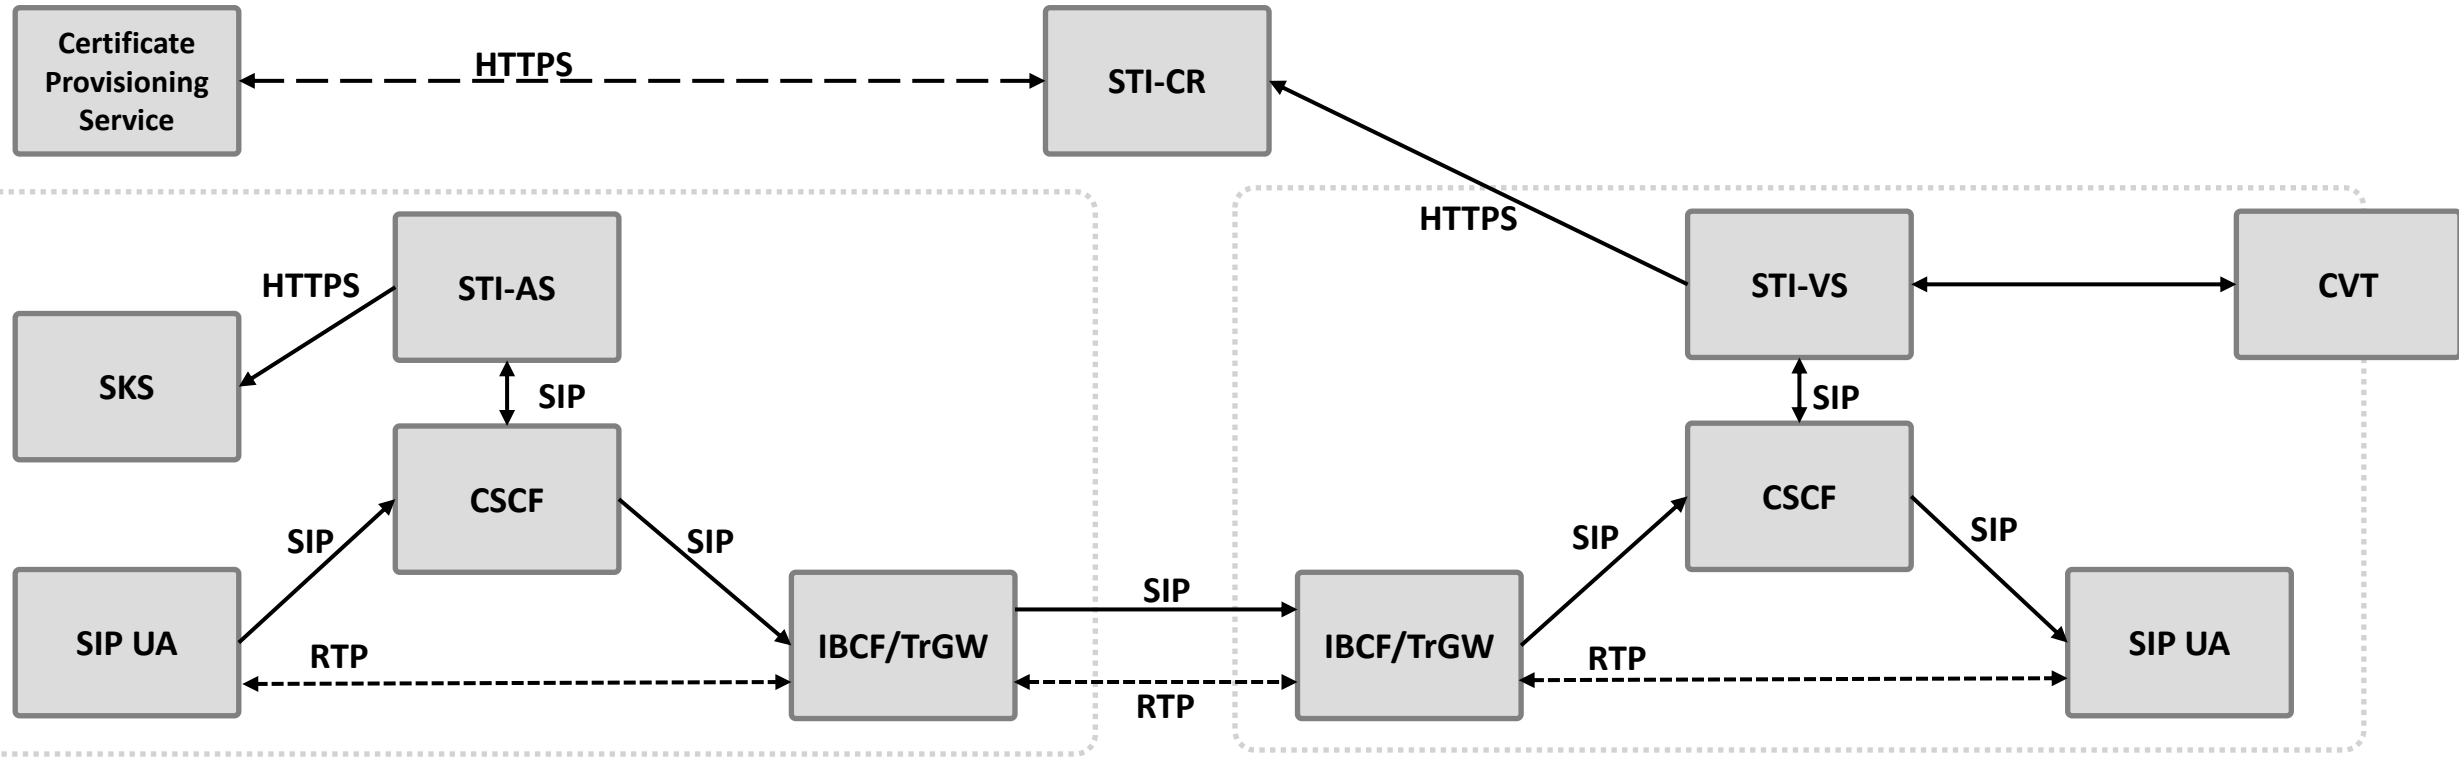 Certificate
Provisioning
Service
HTTPS
STI-CR
HTTPS
STI-AS
HTTPS
SKS
SIP
CSCF
SIP
SIP
SIP UA
RTP
IBCF/TrGW
SIP
RTP
STI-VS
CVT
SIP
CSCF
SIP
SIP
IBCF/TrGW
RTP
SIP UA